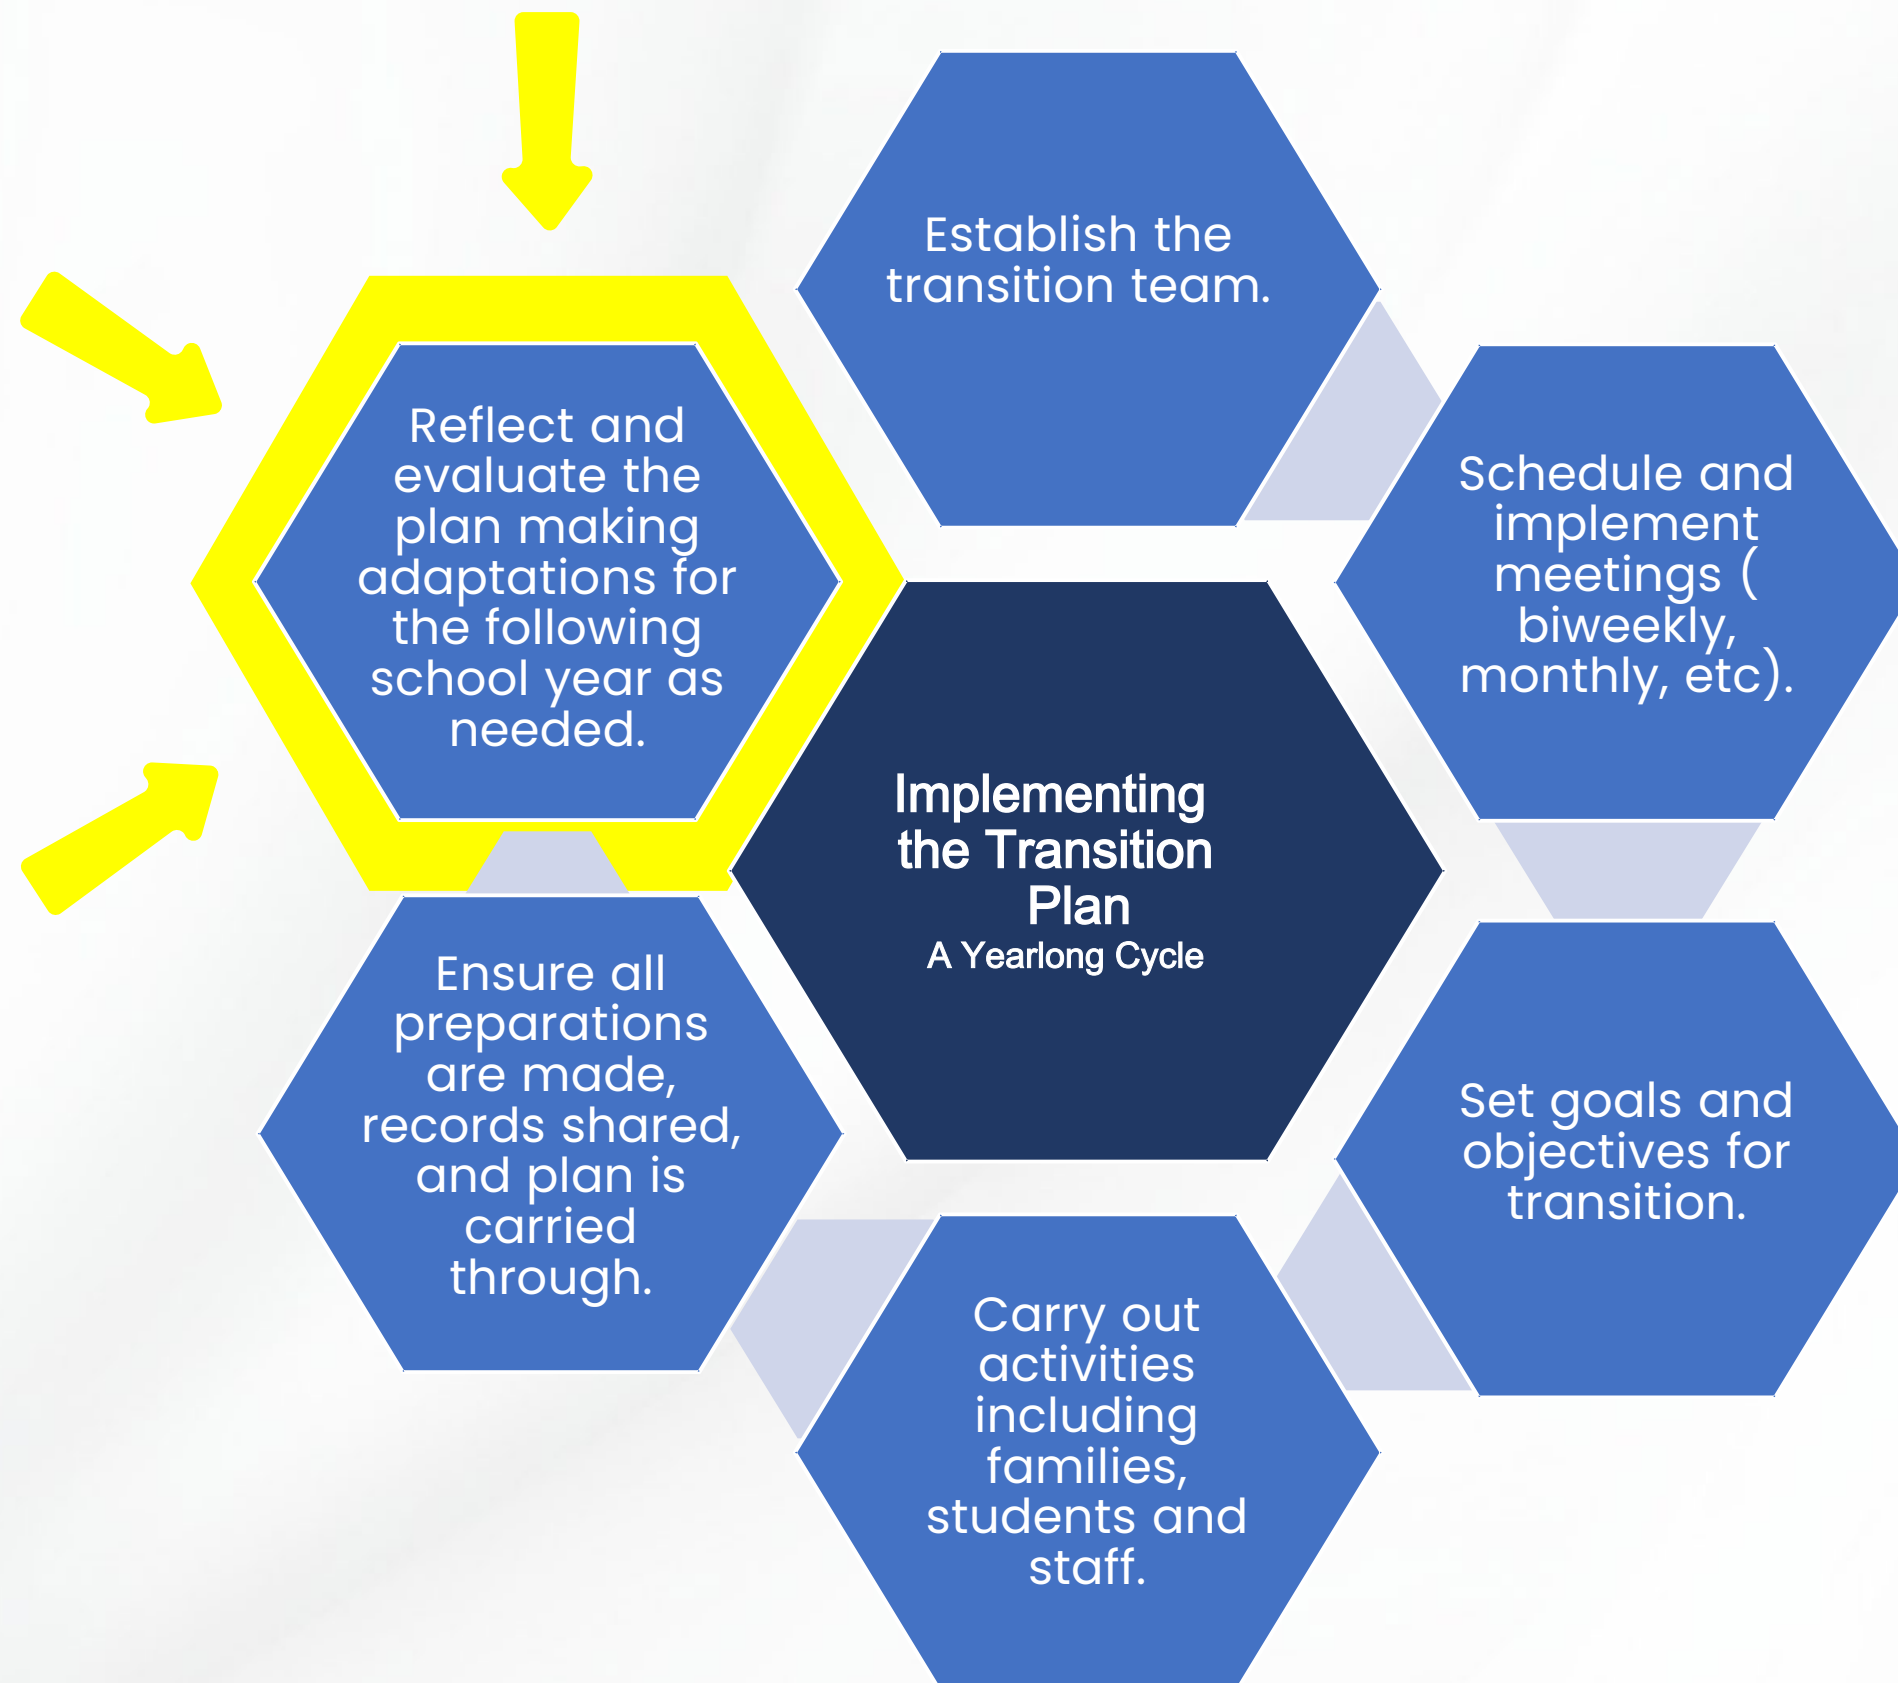 Establish the
transition team.
Schedule and
implement
meetings (
biweekly,
monthly, etc).
Set goals and
objectives for
transition.
Carry out
activities
including
families,
students and
staff.
Ensure all
preparations
are made,
records shared,
and plan is
carried
through.
Reflect and
evaluate the
plan making
adaptations for
the following
school year as
needed.
Implementing
the Transition
Plan
A Yearlong Cycle